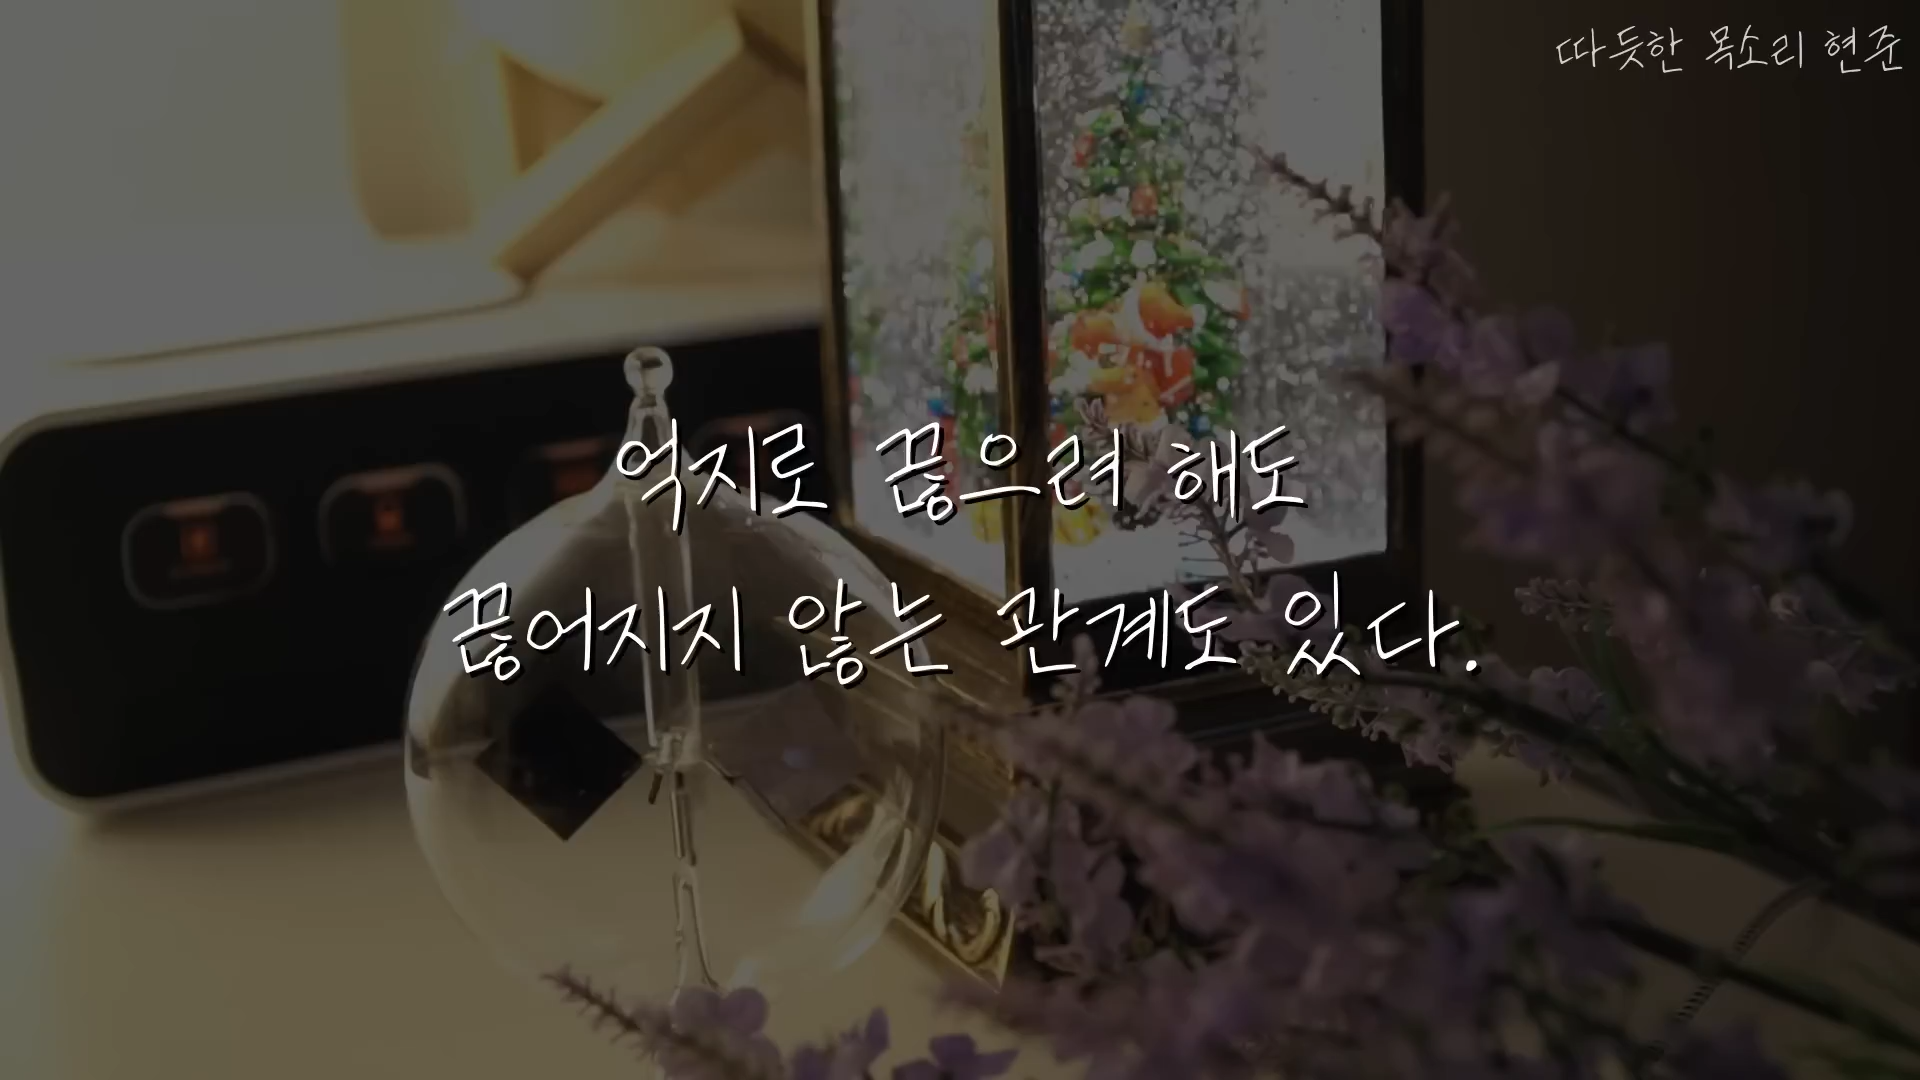 따듯한 목소리 현준
억지로 끊으려 해도
끊어지지 않는 관계도 있다.